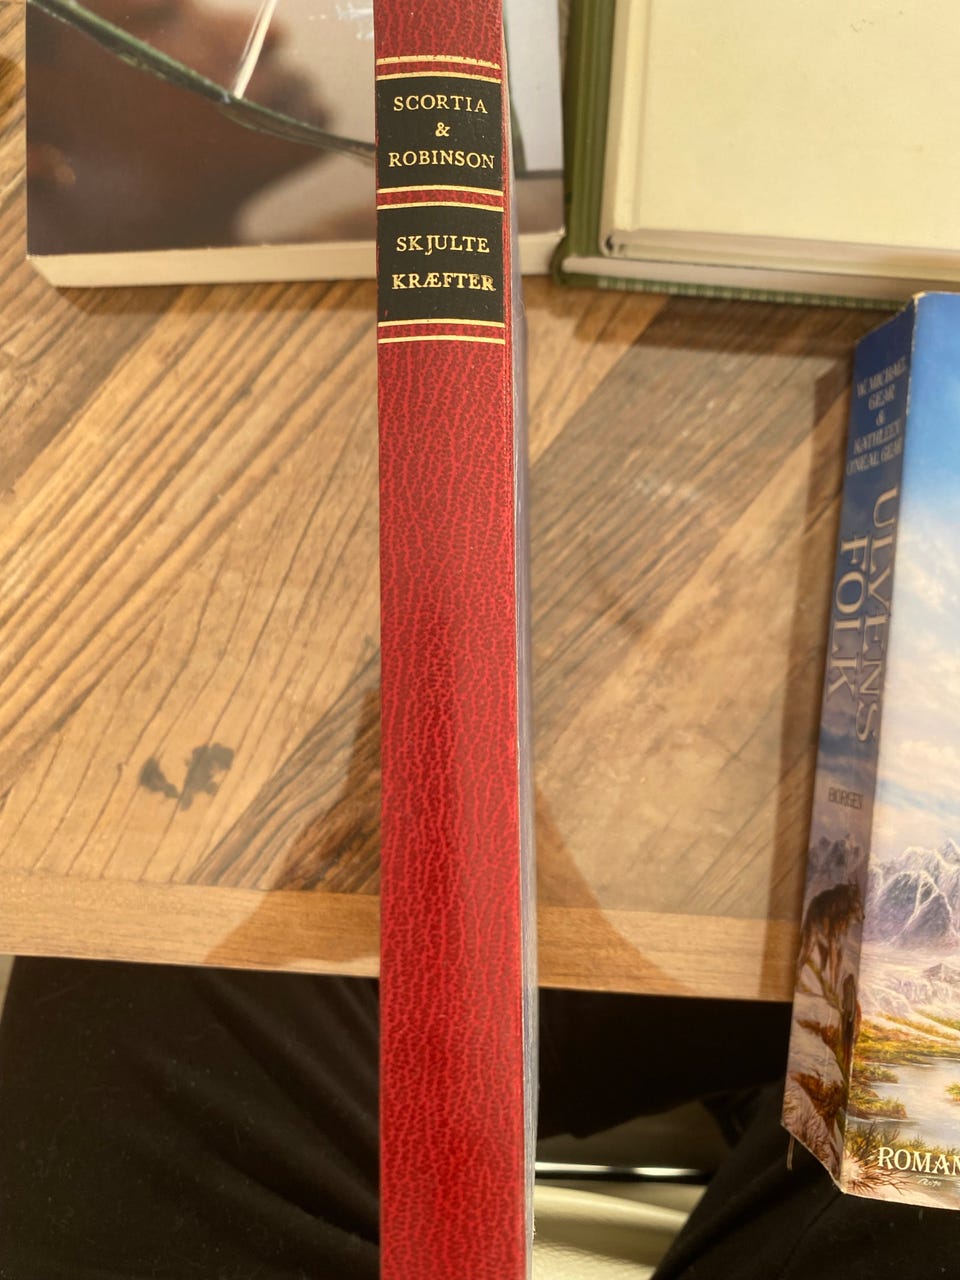 SCORTIA
&
ROBINSON
SKJULTE
KRÆFTER
W. MICHAEL
GEAR
&
KATHLEEN
O'NEAL GEAR
ULVENS
FOLK
BORGEN
ROMAN